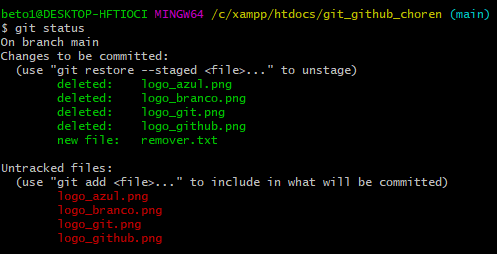 beto1@DESKTOP-HFTIOCI MINGW64 /c/xampp/htdocs/git_github_choren (main)
$ git status
On branch main
Changes to be committed:
  (use "git restore --staged <file>..." to unstage)
        deleted:    logo_azul.png
        deleted:    logo_branco.png
        deleted:    logo_git.png
        deleted:    logo_github.png
        new file:   remover.txt

Untracked files:
  (use "git add <file>..." to include in what will be committed)
        logo_azul.png
        logo_branco.png
        logo_git.png
        logo_github.png